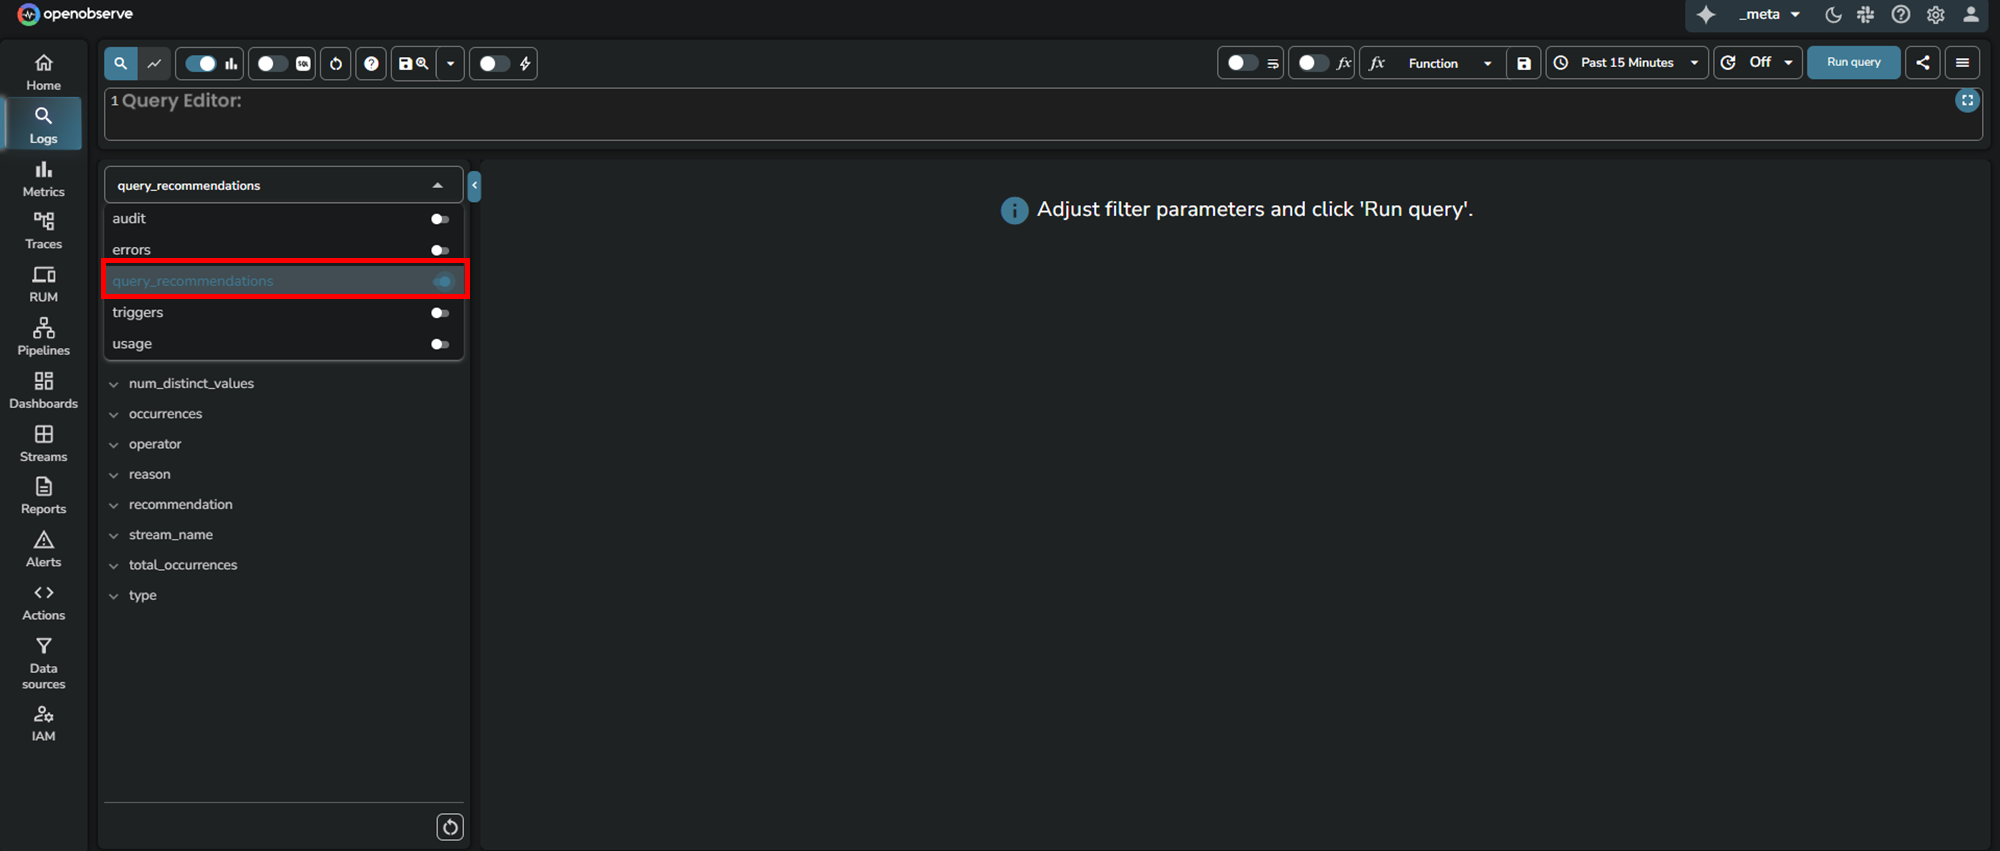 openobserve
_meta
Home
Logs
Metrics
Traces
RUM
Pipelines
Dashboards
Streams
Reports
Alerts
Actions
Data
sources
IAM
SQL
fx
fx Function
Past 15 Minutes
Off
Run query
1 Query Editor:
query_recommendations
audit
errors
query_recommendations
triggers
usage
num_distinct_values
occurrences
operator
reason
recommendation
stream_name
total_occurrences
type
Adjust filter parameters and click 'Run query'.